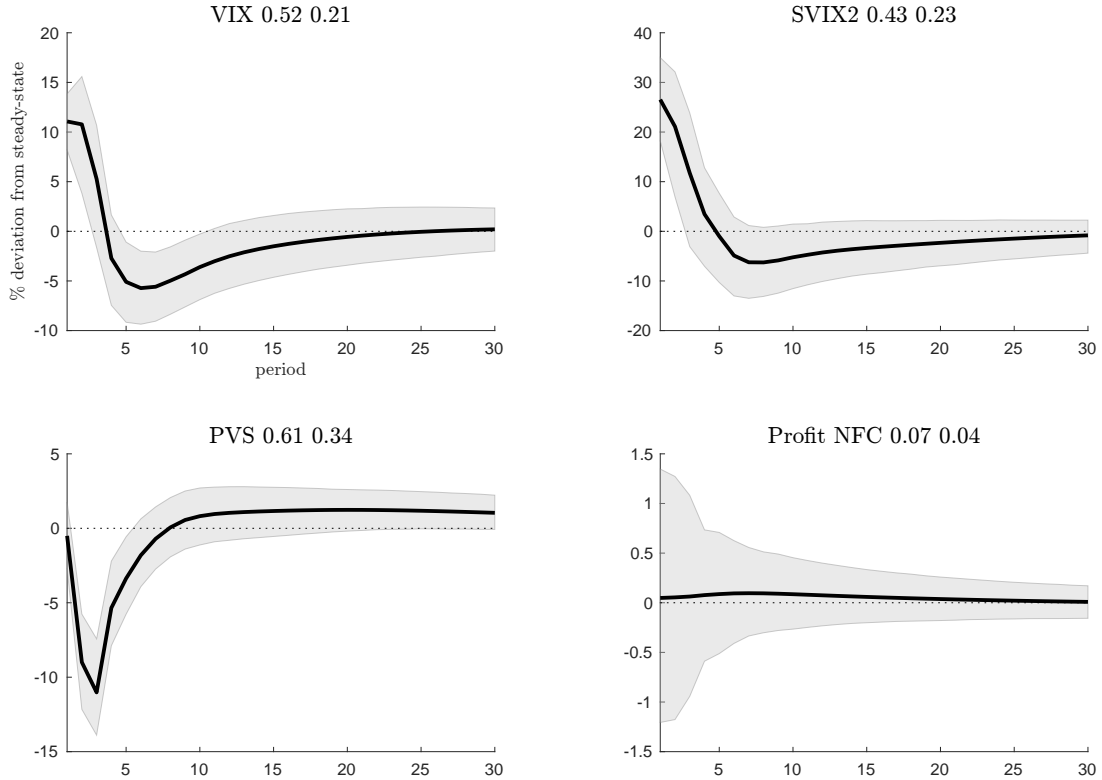 VIX 0.52 0.21
% deviation from steady-state
20
15
10
5
0
-5
-10
5 10 15 20 25 30
period
SVIX2 0.43 0.23
40
30
20
10
0
-10
-20
5 10 15 20 25 30
PVS 0.61 0.34
5
0
-5
-10
-15
5 10 15 20 25 30
Profit NFC 0.07 0.04
1.5
1
0.5
0
-0.5
-1
-1.5
5 10 15 20 25 30